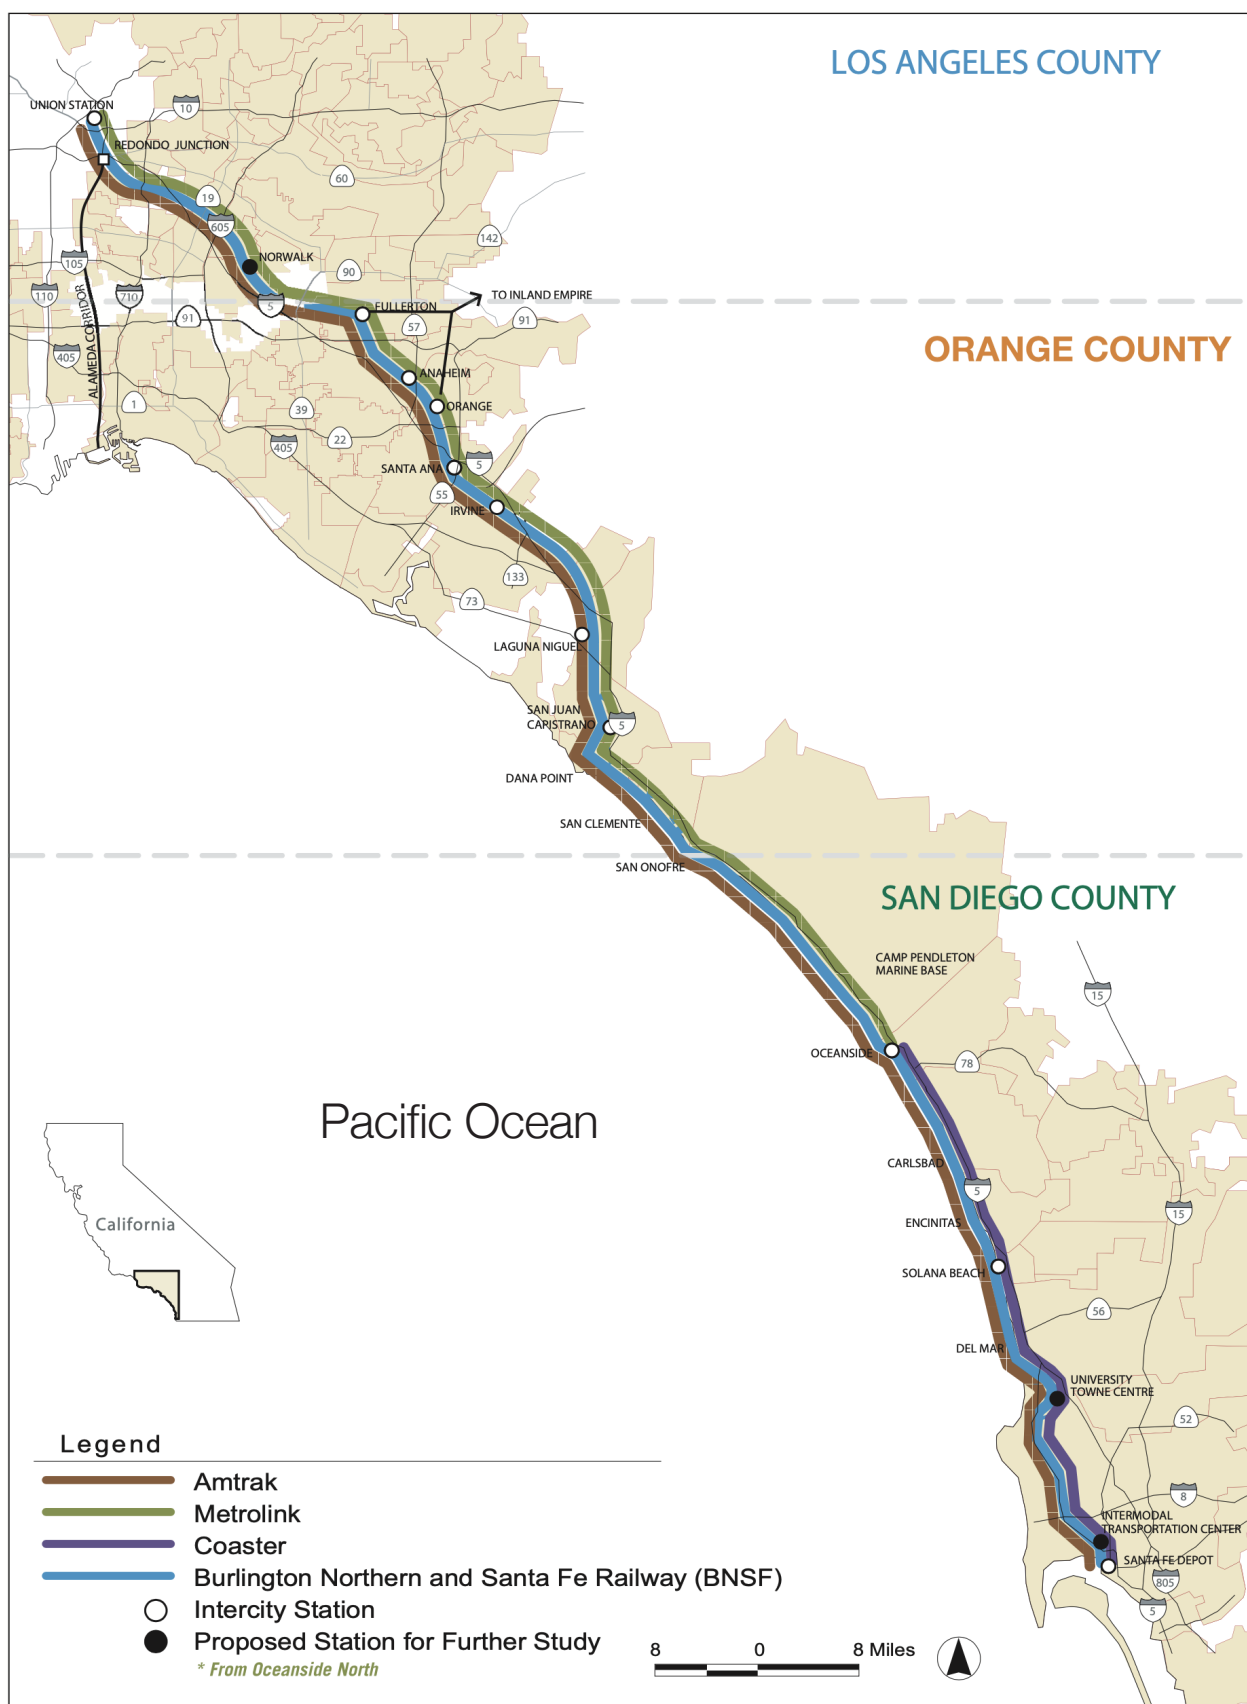 LOS ANGELES COUNTY
UNION STATION
10
REDONDO JUNCTION
60
19
605
142
NORWALK
105
90
110
710
5
TO INLAND EMPIRE
FULLERTON
91
57
91
ORANGE COUNTY
405
ALAMEDA CORRIDOR
ANAHEIM
1
39
ORANGE
22
405
SANTA ANA
5
55
IRVINE
133
73
LAGUNA NIGUEL
SAN JUAN
CAPISTRANO
5
DANA POINT
SAN CLEMENTE
SAN ONOFRE
SAN DIEGO COUNTY
CAMP PENDLETON
MARINE BASE
15
OCEANSIDE
78
Pacific Ocean
CARLSBAD
5
15
California
ENCINITAS
SOLANA BEACH
56
DEL MAR
UNIVERSITY
TOWNE CENTRE
52
8
INTERMODAL
TRANSPORTATION CENTER
SANTA FE DEPOT
805
5
Legend
Amtrak
Metrolink
Coaster
Burlington Northern and Santa Fe Railway (BNSF)
Intercity Station
Proposed Station for Further Study
* From Oceanside North
8 0 8 Miles